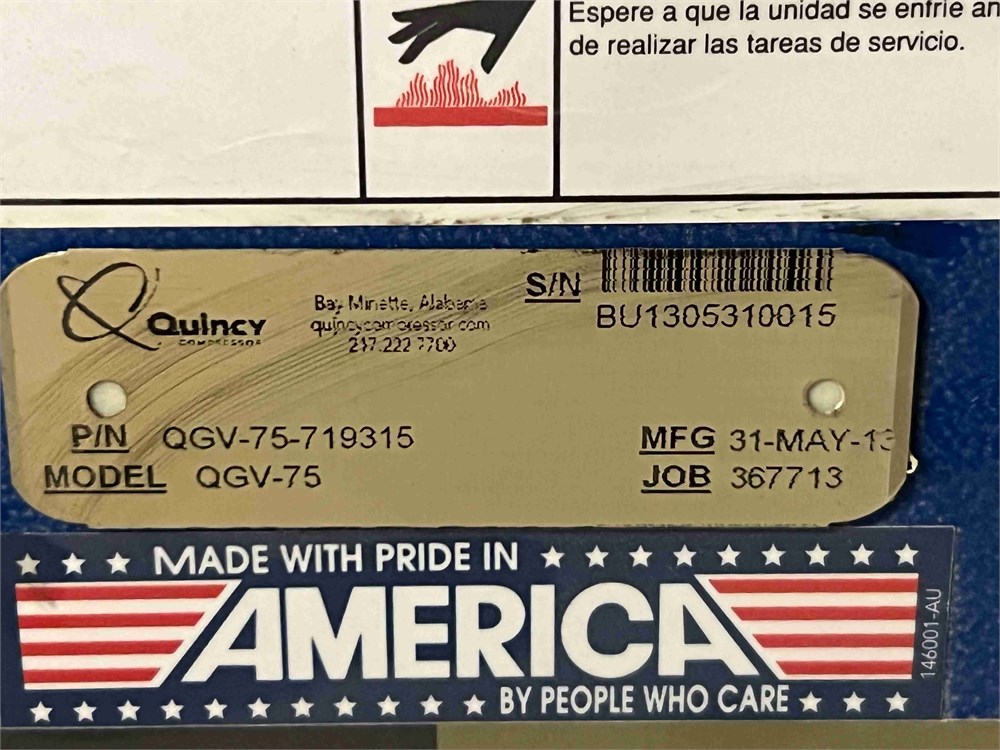 Espere a que la unidad se enfríe an
de realizar las tareas de servicio.
Quincy
COMPRESSOR
Bay Minette, Alabama
quincycompressor.com
217.222.7700
S/N
BU1305310015
P/N QGV-75-719315
MODEL QGV-75
MFG 31-MAY-13
JOB 367713
MADE WITH PRIDE IN
AMERICA
BY PEOPLE WHO CARE
146001-AU